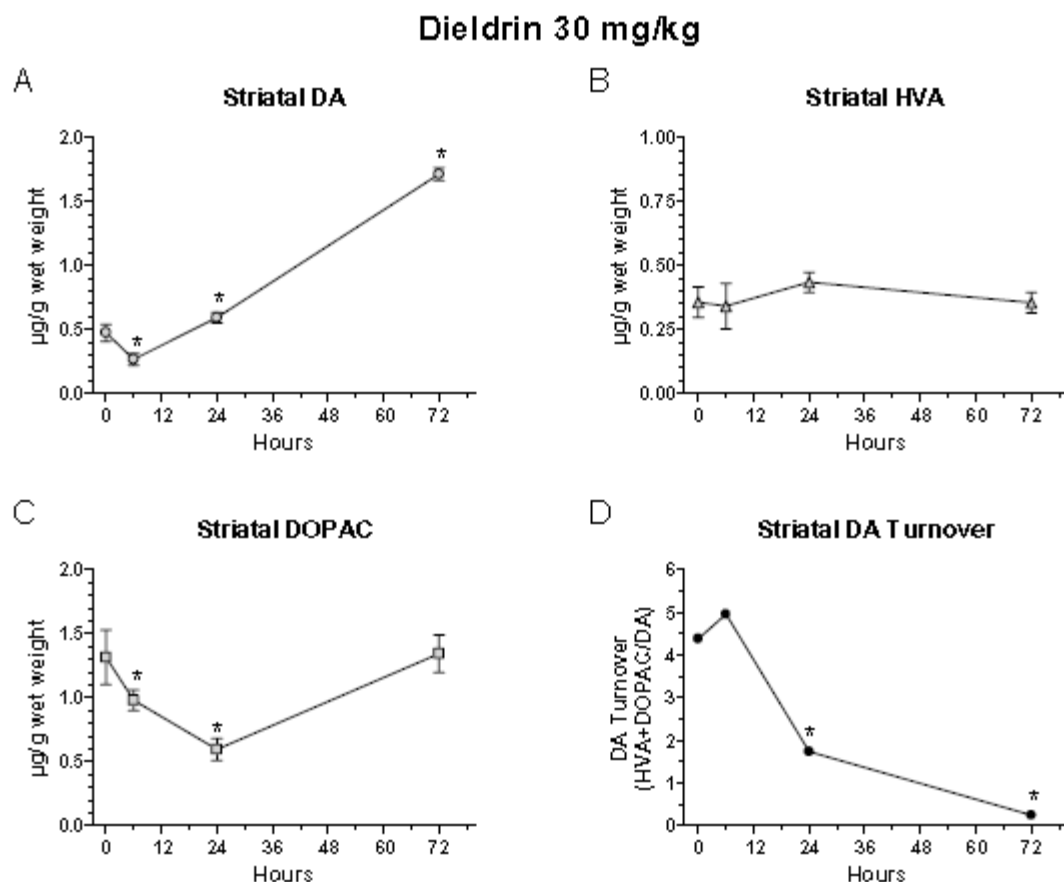 Dieldrin 30 mg/kg
A
Striatal DA
µg/g wet weight
2.0
1.5
1.0
0.5
0.0
*
*
*
0 12 24 36 48 60 72
Hours
B
Striatal HVA
µg/g wet weight
1.00
0.75
0.50
0.25
0.00
0 12 24 36 48 60 72
Hours
C
Striatal DOPAC
µg/g wet weight
2.0
1.5
1.0
0.5
0.0
*
*
0 12 24 36 48 60 72
Hours
D
Striatal DA Turnover
DA Turnover
(HVA+DOPAC/DA)
6
5
4
3
2
1
0
*
*
0 12 24 36 48 60 72
Hours